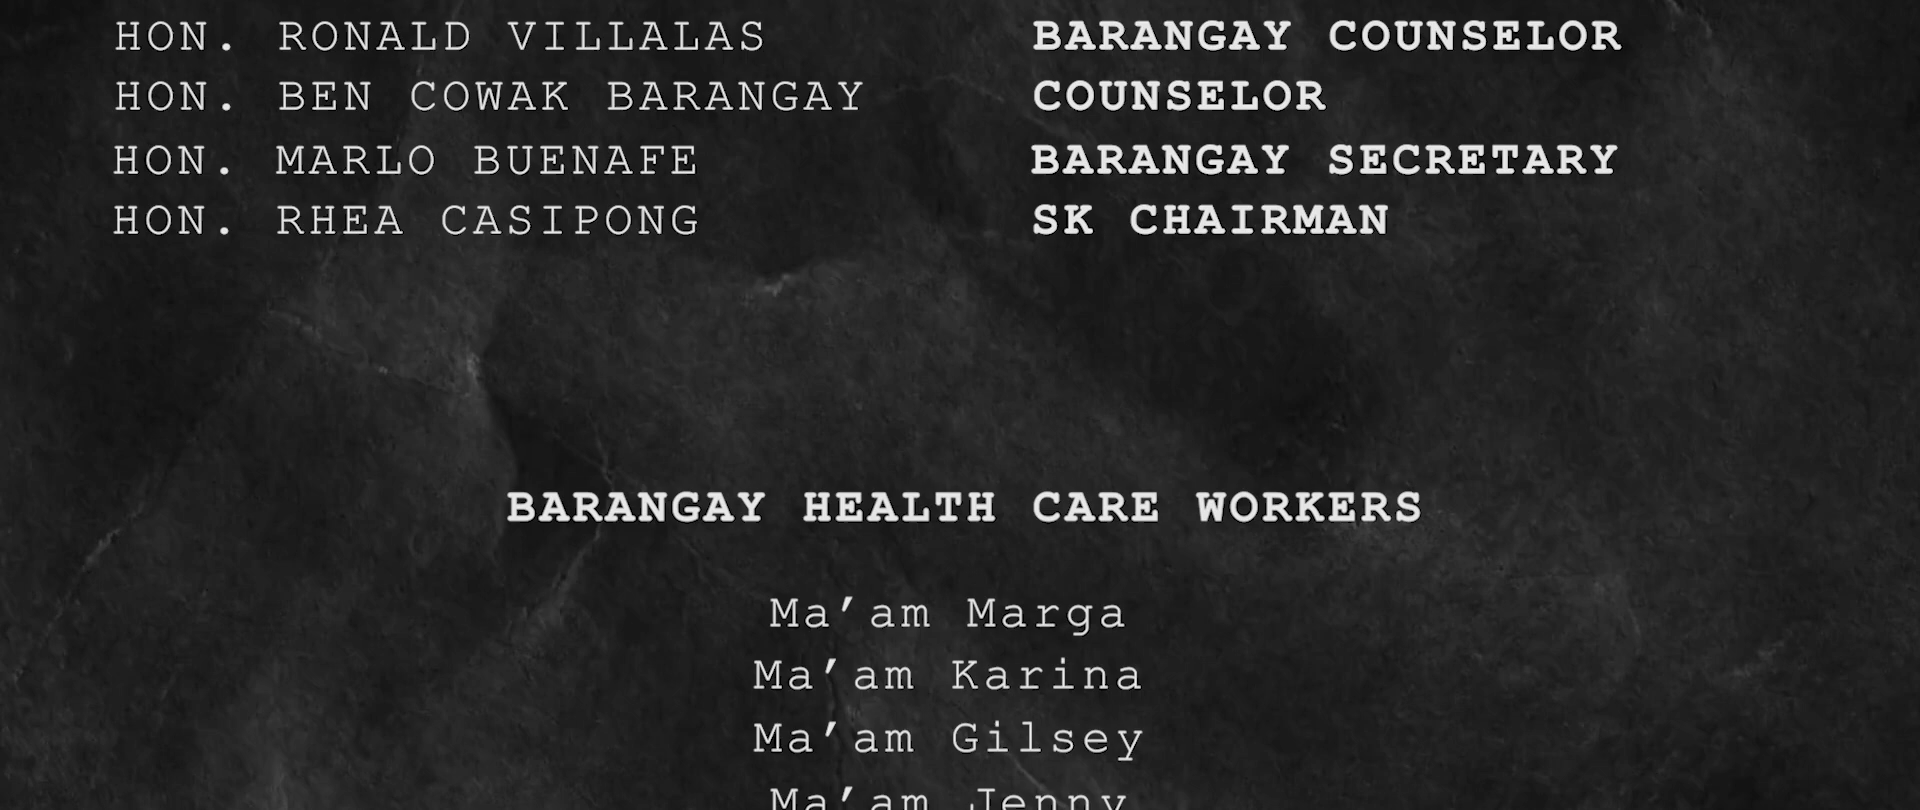 HON. RONALD VILLALAS BARANGAY COUNSELOR
HON. BEN COWAK BARANGAY COUNSELOR
HON. MARLO BUENAFE BARANGAY SECRETARY
HON. RHEA CASIPONG SK CHAIRMAN
BARANGAY HEALTH CARE WORKERS
Ma’am Marga
Ma’am Karina
Ma’am Gilsey
Ma’am Jenny